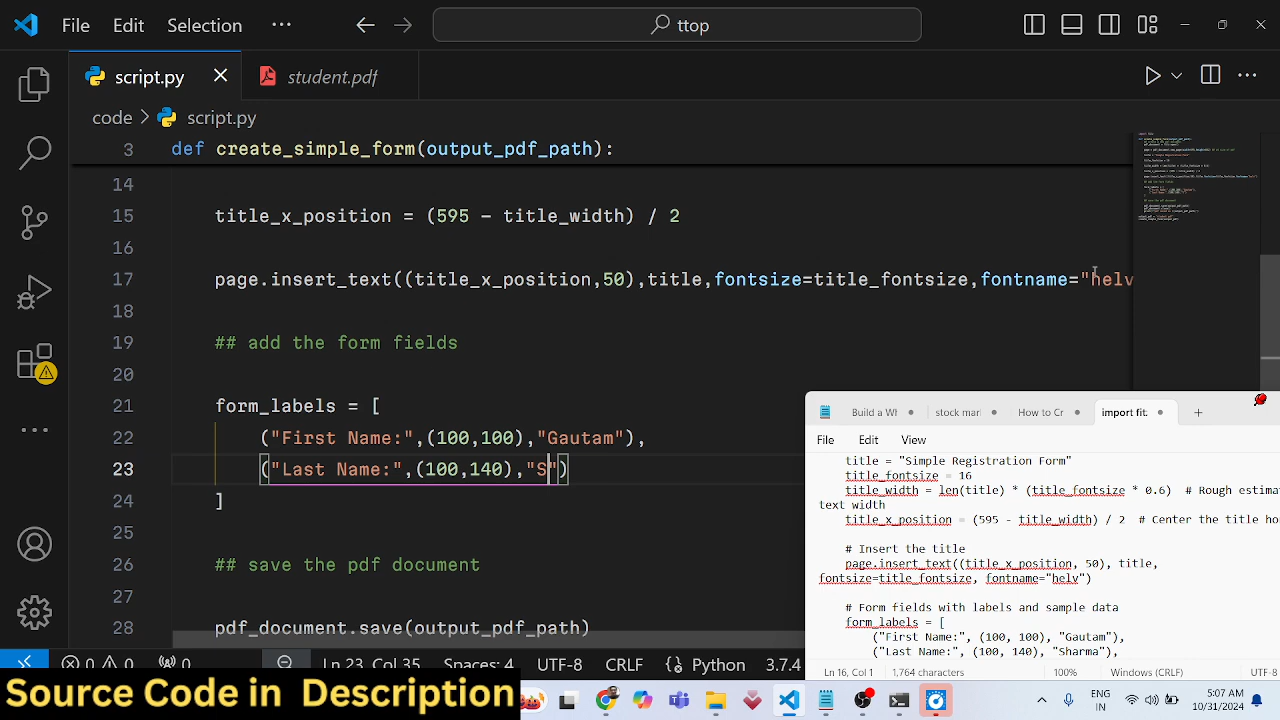 File Edit Selection ttop
script.py student.pdf
code script.py
3 def create_simple_form(output_pdf_path):
14
15 title_x_position = (595 - title_width) / 2
16
17 page.insert_text((title_x_position,50),title,fontsize=title_fontsize,fontname="helv
18
19 ## add the form fields
20
21 form_labels = [
22 ("First Name:",(100,100),"Gautam"),
23 ("Last Name:",(100,140),"S")
24 ]
25
26 ## save the pdf document
27
28 pdf_document.save(output_pdf_path)
0 0 0 Ln 23, Col 35 Spaces: 4 UTF-8 CRLF Python 3.7.4
Build a Wh stock mar How to Cr import fitz
File Edit View
title = "Simple Registration Form"
title_fontsize = 16
title_width = len(title) * (title_fontsize * 0.6) # Rough estima
text width
title_x_position = (595 - title_width) / 2 # Center the title ho
# Insert the title
page.insert_text((title_x_position, 50), title,
fontsize=title_fontsize, fontname="helv")
# Form fields with labels and sample data
form_labels = [
("First Name:", (100, 100), "Gautam"),
("Last Name:", (100, 140), "Sharma"),
Ln 16, Col 1 1,764 characters 100% Windows (CRLF) UTF-8
Source Code in Description
ENG
IN
5:07 AM
10/31/2024